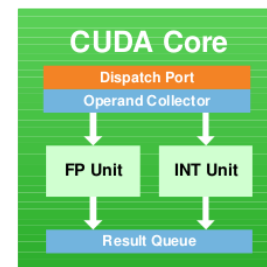 CUDA Core
Dispatch Port
Operand Collector
FP Unit
INT Unit
Result Queue